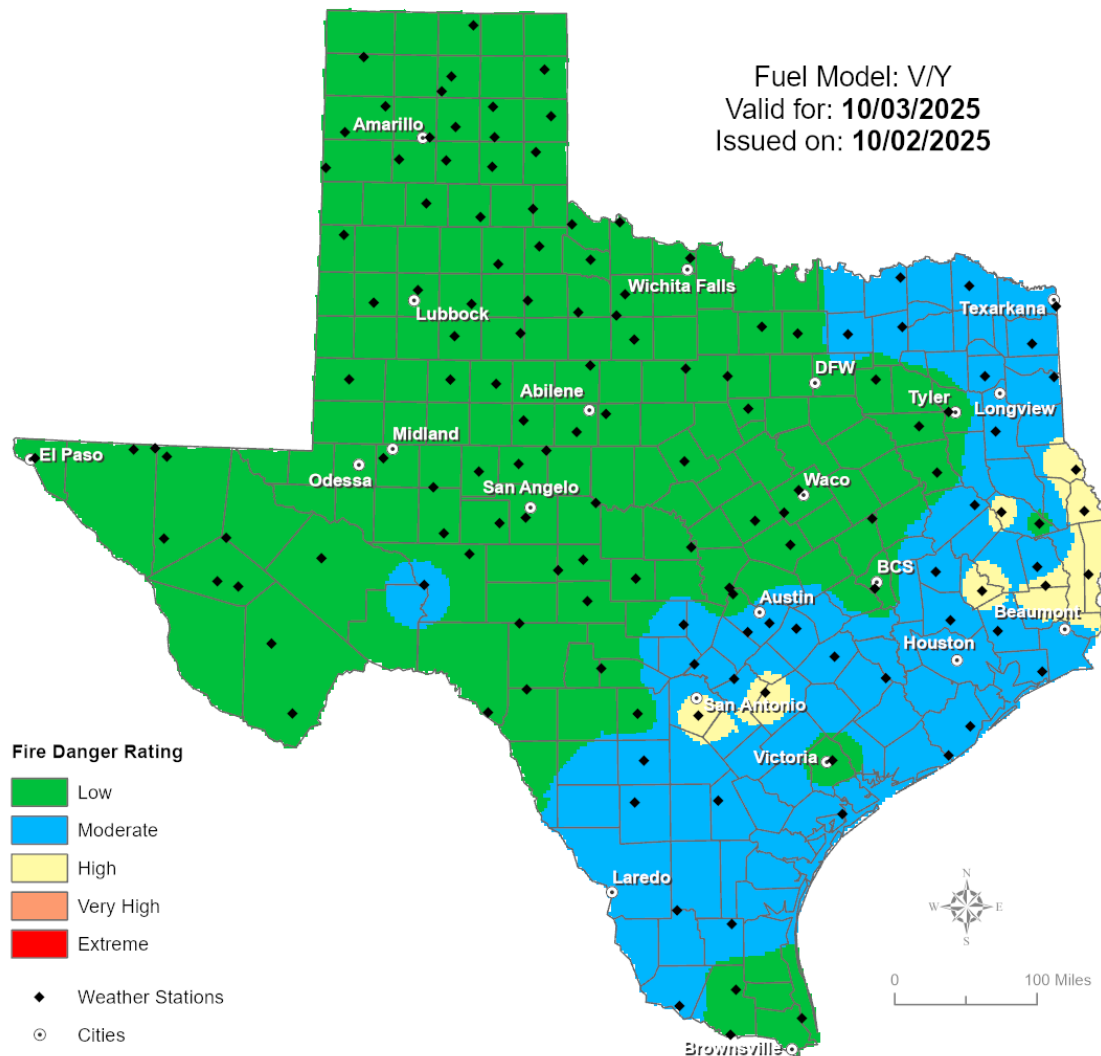 Fuel Model: V/Y
Valid for: 10/03/2025
Issued on: 10/02/2025
Amarillo
Wichita Falls
Lubbock
Texarkana
DFW
Abilene
Tyler
Longview
Midland
El Paso
Odessa
San Angelo
Waco
BCS
Austin
Beaumont
Houston
San Antonio
Victoria
Laredo
Brownsville
Fire Danger Rating
Low
Moderate
High
Very High
Extreme
Weather Stations
Cities
N
W E
S
0 100 Miles